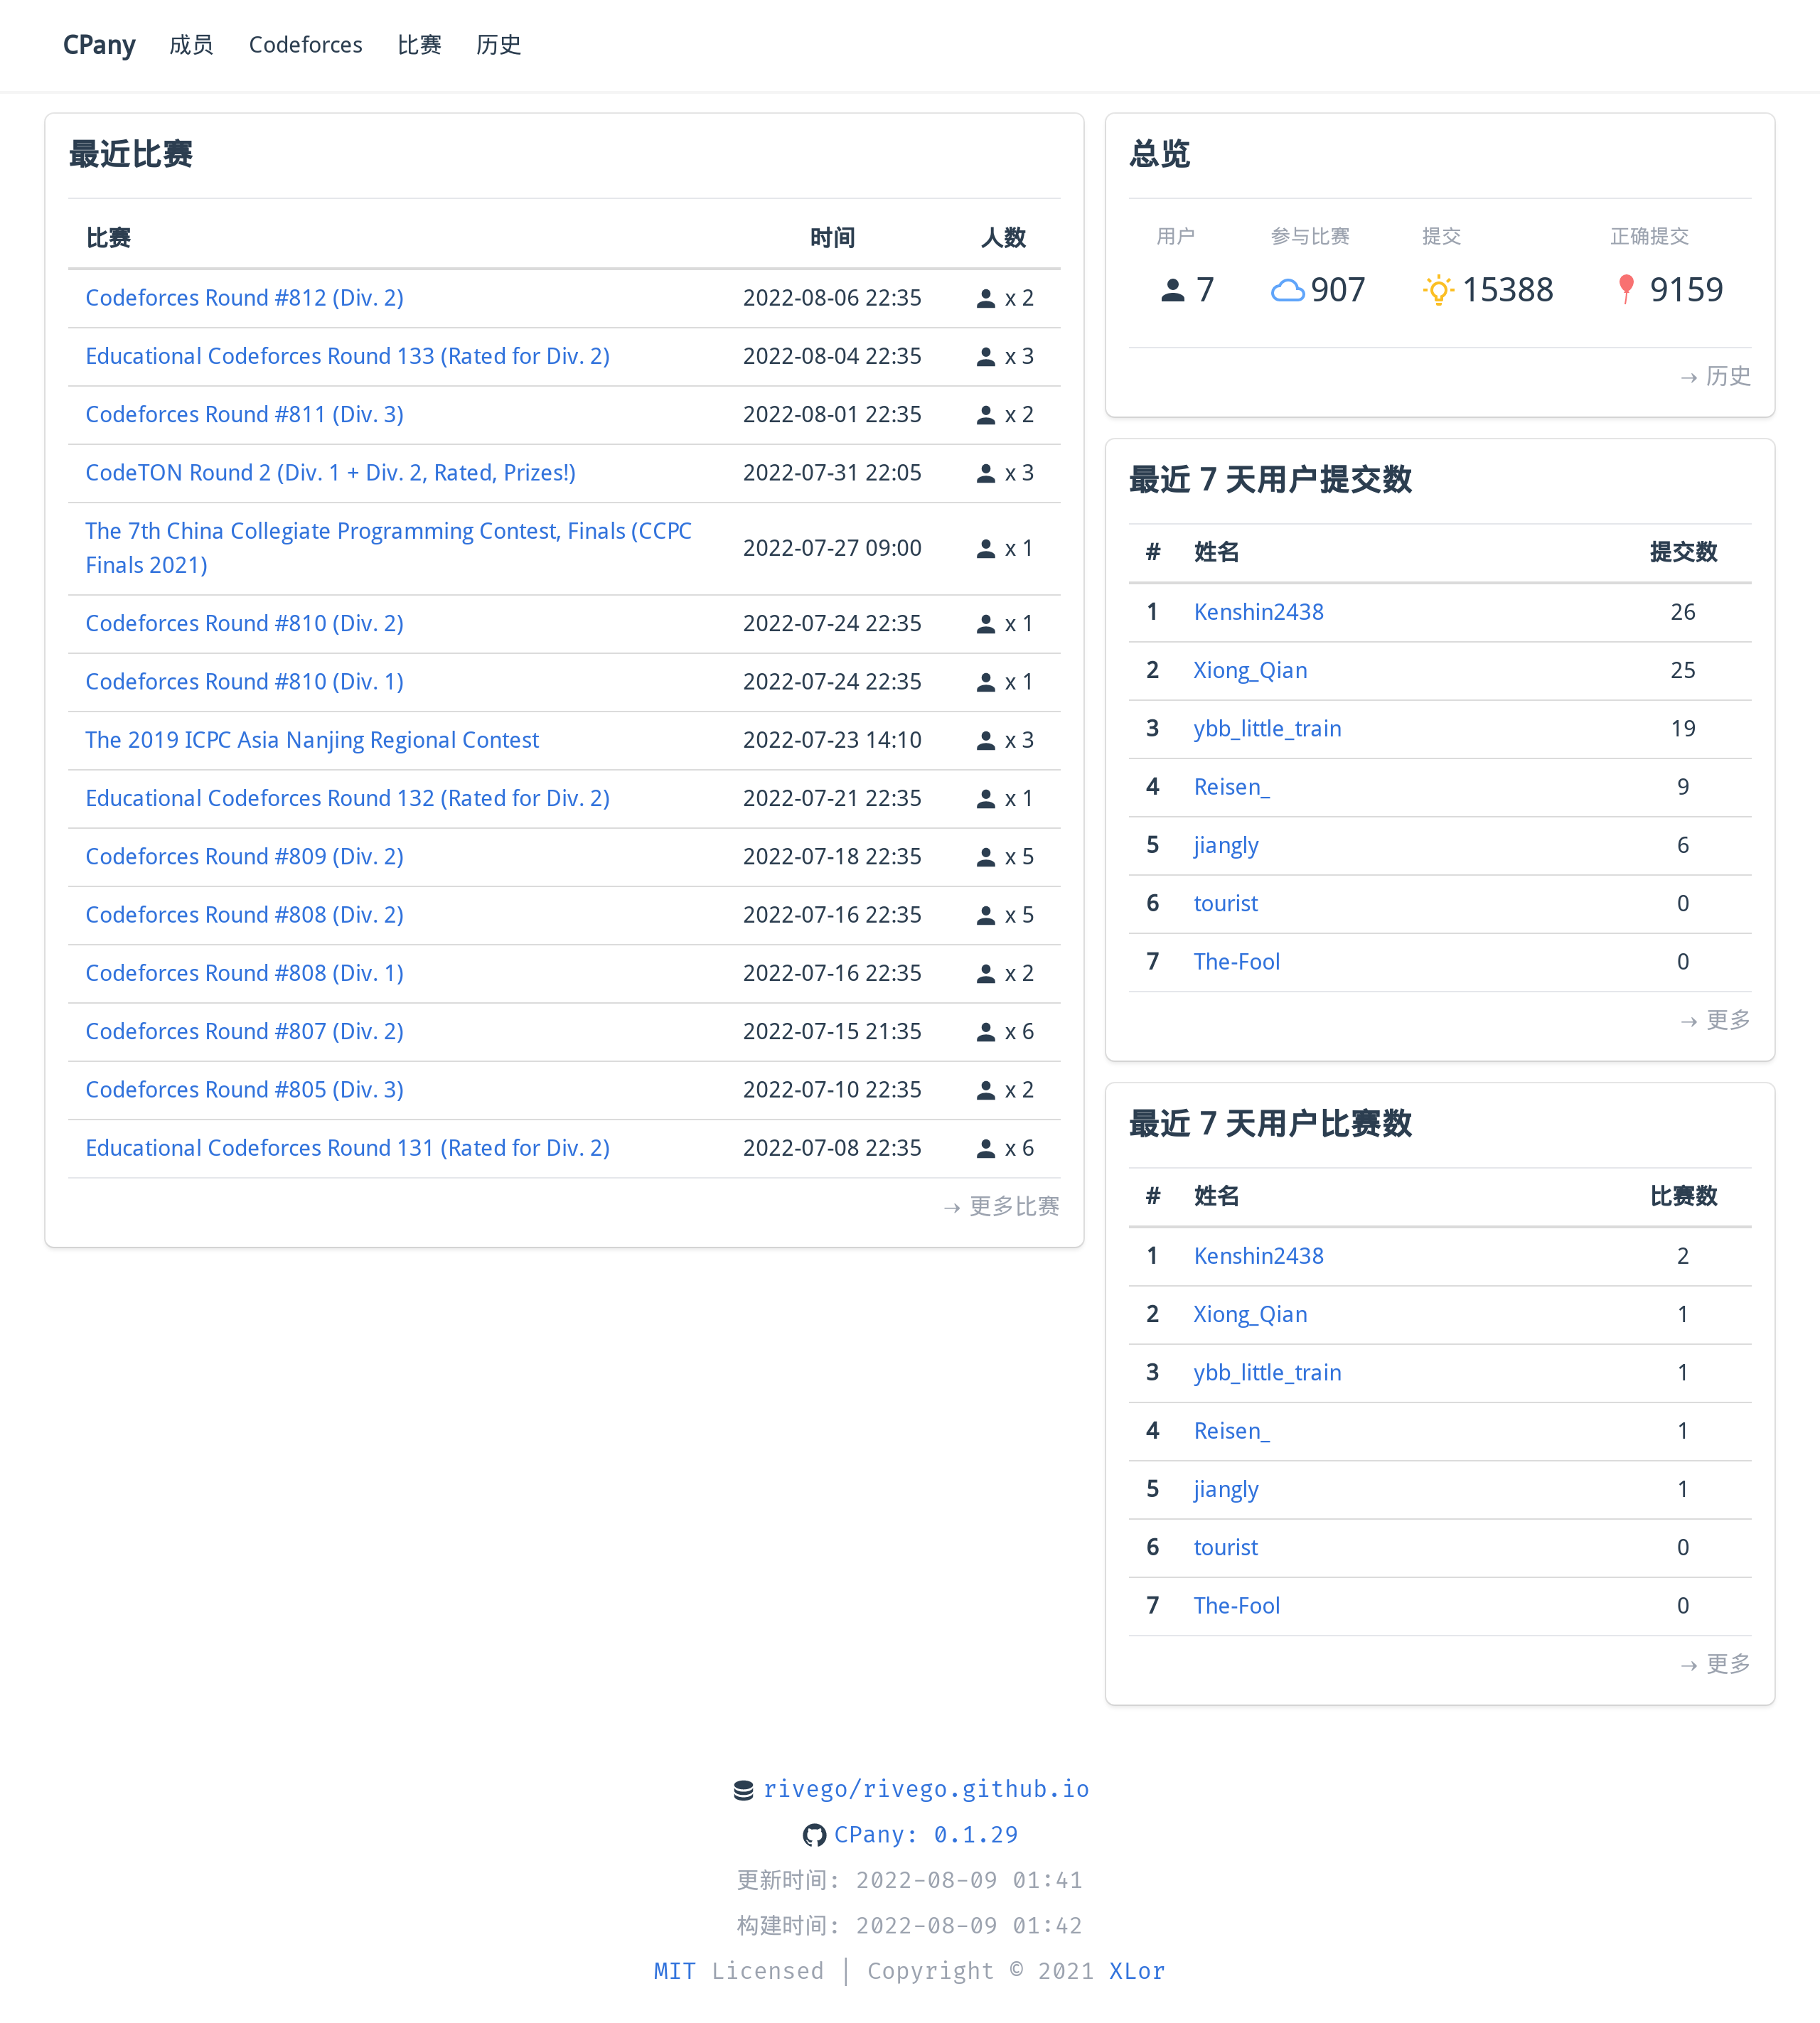 CPany 成员 Codeforces 比赛 历史
最近比赛
比赛 时间 人数
Codeforces Round #812 (Div. 2) 2022-08-06 22:35 x 2
Educational Codeforces Round 133 (Rated for Div. 2) 2022-08-04 22:35 x 3
Codeforces Round #811 (Div. 3) 2022-08-01 22:35 x 2
CodeTON Round 2 (Div. 1 + Div. 2, Rated, Prizes!) 2022-07-31 22:05 x 3
The 7th China Collegiate Programming Contest, Finals (CCPC
Finals 2021) 2022-07-27 09:00 x 1
Codeforces Round #810 (Div. 2) 2022-07-24 22:35 x 1
Codeforces Round #810 (Div. 1) 2022-07-24 22:35 x 1
The 2019 ICPC Asia Nanjing Regional Contest 2022-07-23 14:10 x 3
Educational Codeforces Round 132 (Rated for Div. 2) 2022-07-21 22:35 x 1
Codeforces Round #809 (Div. 2) 2022-07-18 22:35 x 5
Codeforces Round #808 (Div. 2) 2022-07-16 22:35 x 5
Codeforces Round #808 (Div. 1) 2022-07-16 22:35 x 2
Codeforces Round #807 (Div. 2) 2022-07-15 21:35 x 6
Codeforces Round #805 (Div. 3) 2022-07-10 22:35 x 2
Educational Codeforces Round 131 (Rated for Div. 2) 2022-07-08 22:35 x 6
→ 更多比赛
总览
用户 参与比赛 提交 正确提交
7 907 15388 9159
→ 历史
最近 7 天用户提交数
# 姓名 提交数
1 Kenshin2438 26
2 Xiong_Qian 25
3 ybb_little_train 19
4 Reisen_ 9
5 jiangly 6
6 tourist 0
7 The-Fool 0
→ 更多
最近 7 天用户比赛数
# 姓名 比赛数
1 Kenshin2438 2
2 Xiong_Qian 1
3 ybb_little_train 1
4 Reisen_ 1
5 jiangly 1
6 tourist 0
7 The-Fool 0
→ 更多
rivego/rivego.github.io
CPany: 0.1.29
更新时间: 2022-08-09 01:41
构建时间: 2022-08-09 01:42
MIT Licensed | Copyright © 2021 XLor